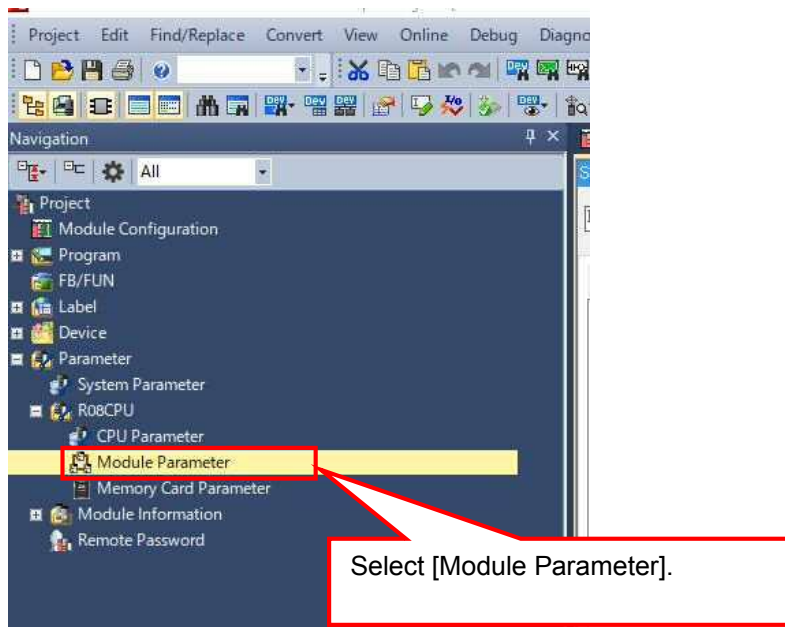 Project Edit Find/Replace Convert View Online Debug Diagno
Navigation
All
Project
Module Configuration
Program
FB/FUN
Label
Device
Parameter
System Parameter
R08CPU
CPU Parameter
Module Parameter
Memory Card Parameter
Module Information
Remote Password
Select [Module Parameter].